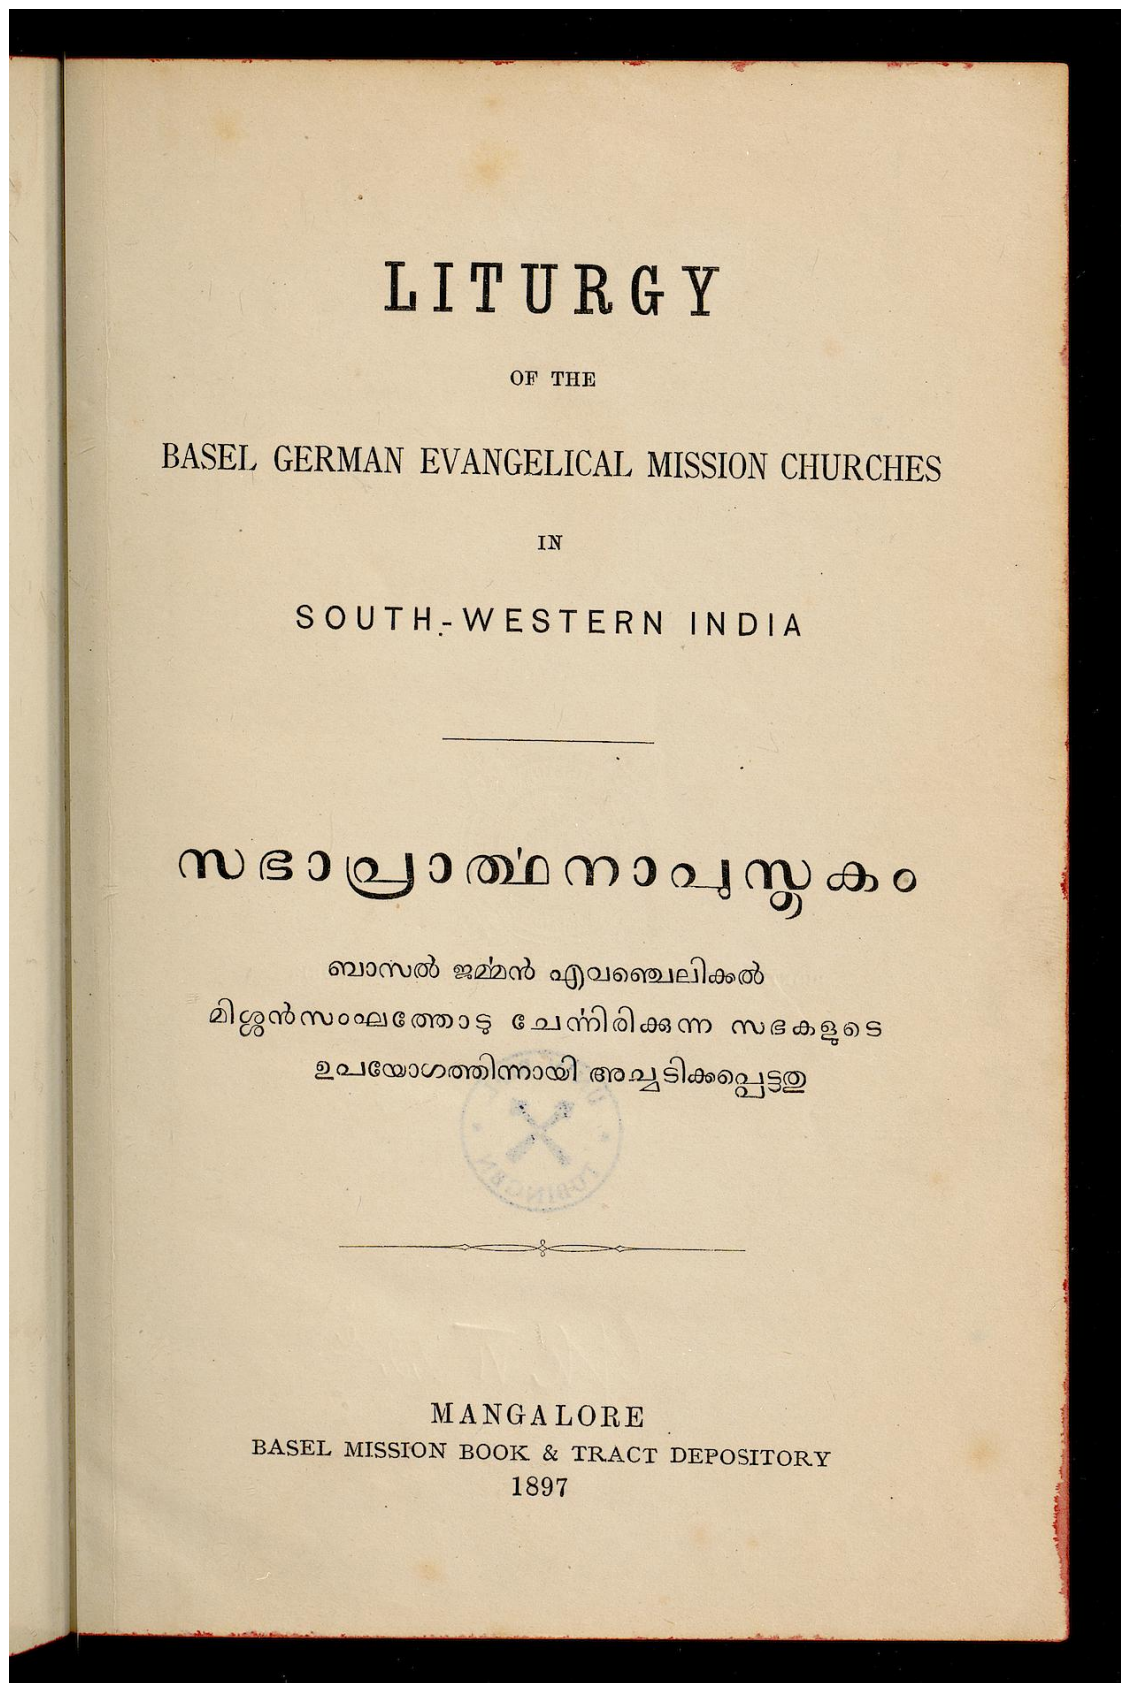 LITURGY
OF THE
BASEL GERMAN EVANGELICAL MISSION CHURCHES
IN
SOUTH-WESTERN INDIA
സഭാപ്രാൎത്ഥനാപുസ്തകം
ബാസൽ ജൎമ്മൻ എവഞ്ചെലിക്കൽ
മിശ്ശൻസംഘത്തോടു ചേൎന്നിരിക്കുന്ന സഭകളുടെ
ഉപയോഗത്തിന്നായി അച്ചടിക്കപ്പെട്ടതു
MANGALORE
BASEL MISSION BOOK & TRACT DEPOSITORY
1897